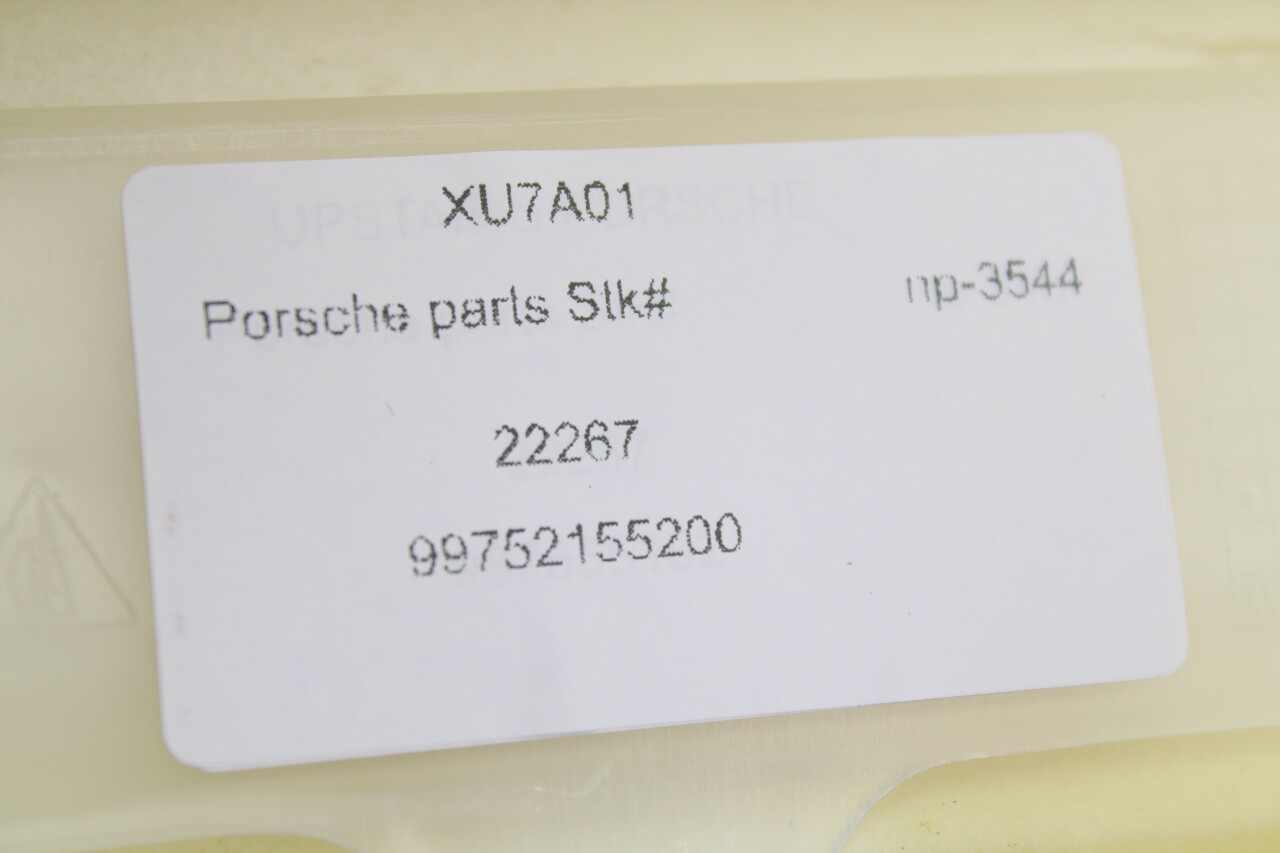 XU7A01
Porsche parts Stk# np-3544
22267
99752155200